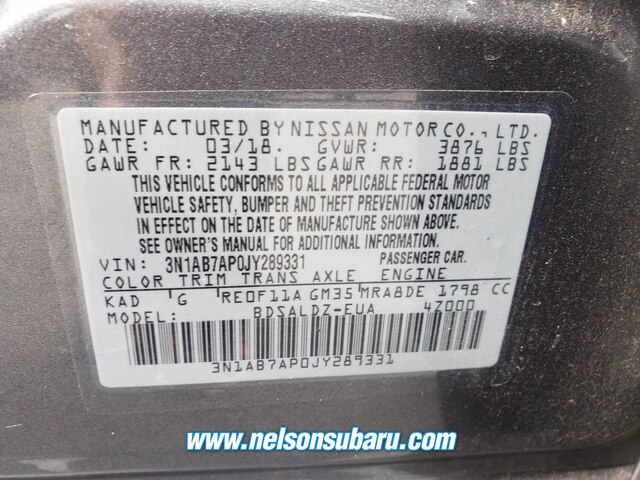 MANUFACTURED BY NISSAN MOTOR CO., LTD.
DATE: 03/18. GVWR: 3876 LBS
GAWR FR: 2143 LBS GAWR RR: 1881 LBS
THIS VEHICLE CONFORMS TO ALL APPLICABLE FEDERAL MOTOR
VEHICLE SAFETY, BUMPER AND THEFT PREVENTION STANDARDS
IN EFFECT ON THE DATE OF MANUFACTURE SHOWN ABOVE.
SEE OWNER'S MANUAL FOR ADDITIONAL INFORMATION
VIN: 3N1AB7AP0JY289331 PASSENGER CAR.
COLOR TRIM TRANS AXLE ENGINE
KAD G RE0F11A GM35 MRA8DE 1798 CC
MODEL: BDSALDZ-EUA 4Z000
3N1AB7AP0JY289331
www.nelsonsubaru.com